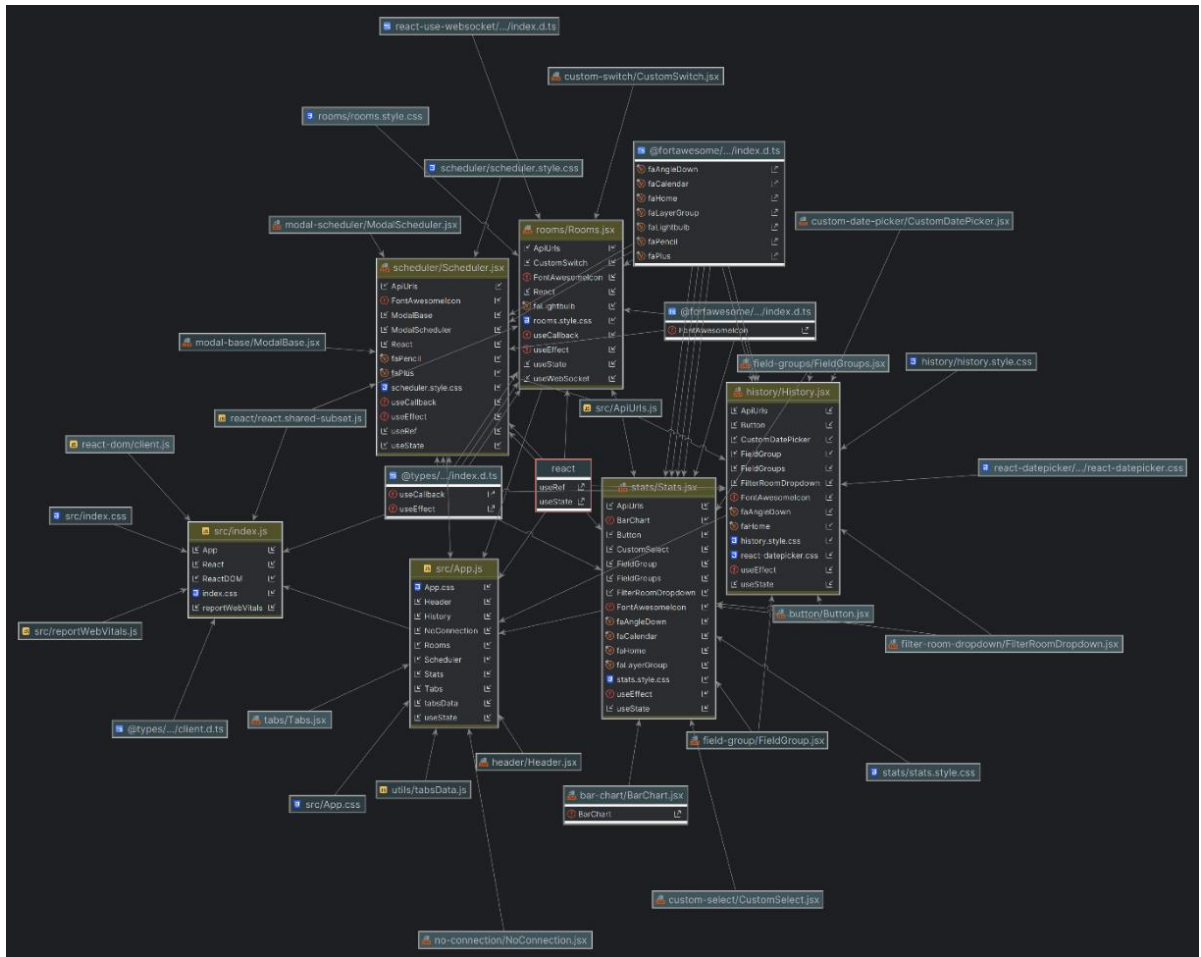 react-use-websocket/.../index.d.ts
custom-switch/CustomSwitch.jsx
rooms/rooms.style.css
scheduler/scheduler.style.css
@fortawesome/.../index.d.ts
faAngleDown
faCalendar
faHome
faLayerGroup
faLightbulb
faPencil
faPlus
modal-scheduler/ModalScheduler.jsx
custom-date-picker/CustomDatePicker.jsx
rooms/Rooms.jsx
ApiUrls
CustomSwitch
FontAwesomeIcon
React
faLightbulb
rooms.style.css
useCallback
useEffect
useState
useWebSocket
scheduler/Scheduler.jsx
ApiUrls
FontAwesomeIcon
ModalBase
ModalScheduler
React
faPencil
faPlus
scheduler.style.css
useCallback
useEffect
useRef
useState
@fortawesome/.../index.d.ts
FontAwesomeIcon
modal-base/ModalBase.jsx
field-groups/FieldGroups.jsx
history/history.style.css
history/History.jsx
ApiUrls
Button
CustomDatePicker
FieldGroup
FieldGroups
FilterRoomDropdown
FontAwesomeIcon
faAngleDown
faHome
history.style.css
react-datepicker.css
useEffect
useState
src/ApiUrls.js
react/react.shared-subset.js
react-dom/client.js
@types/.../index.d.ts
useCallback
useEffect
react
useRef
useState
react-datepicker/.../react-datepicker.css
stats/Stats.jsx
ApiUrls
BarChart
Button
CustomSelect
FieldGroup
FieldGroups
FilterRoomDropdown
FontAwesomeIcon
faAngleDown
faCalendar
faHome
faLayerGroup
stats.style.css
useEffect
useState
src/index.css
src/index.js
App
React
ReactDOM
index.css
reportWebVitals
src/App.js
App.css
Header
History
NoConnection
Rooms
Scheduler
Stats
Tabs
tabsData
useState
button/Button.jsx
src/reportWebVitals.js
filter-room-dropdown/FilterRoomDropdown.jsx
tabs/Tabs.jsx
@types/.../client.d.ts
field-group/FieldGroup.jsx
header/Header.jsx
stats/stats.style.css
utils/tabsData.js
src/App.css
bar-chart/BarChart.jsx
BarChart
custom-select/CustomSelect.jsx
no-connection/NoConnection.jsx